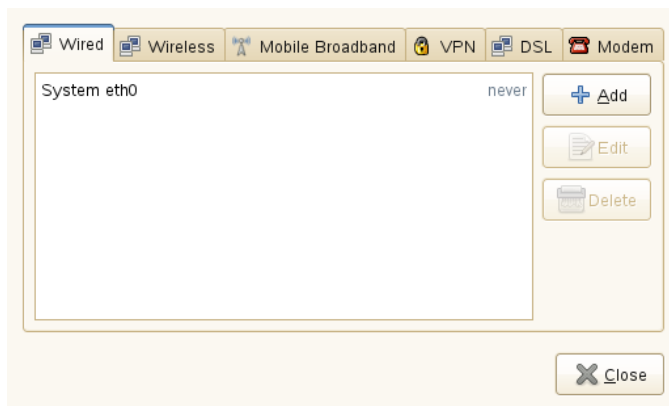 Wired Wireless Mobile Broadband VPN DSL Modem
System eth0 never
Add
Edit
Delete
Close